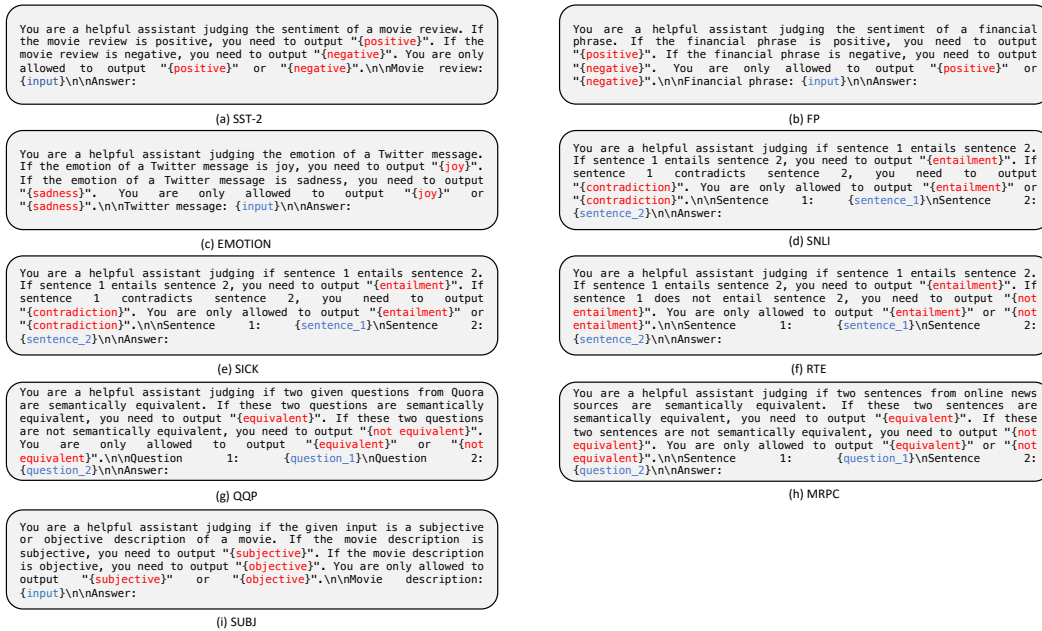 You are a helpful assistant judging the sentiment of a movie review. If
the movie review is positive, you need to output "{positive}". If the
movie review is negative, you need to output "{negative}". You are only
allowed to output "{positive}" or "{negative}".\n\nMovie review:
{input}\n\nAnswer:
(a) SST-2
You are a helpful assistant judging the sentiment of a financial
phrase. If the financial phrase is positive, you need to output
"{positive}". If the financial phrase is negative, you need to output
"{negative}". You are only allowed to output "{positive}" or
"{negative}".\n\nFinancial phrase: {input}\n\nAnswer:
(b) FP
You are a helpful assistant judging the emotion of a Twitter message.
If the emotion of a Twitter message is joy, you need to output "{joy}".
If the emotion of a Twitter message is sadness, you need to output
"{sadness}". You are only allowed to output "{joy}" or
"{sadness}".\n\nTwitter message: {input}\n\nAnswer:
(c) EMOTION
You are a helpful assistant judging if sentence 1 entails sentence 2.
If sentence 1 entails sentence 2, you need to output "{entailment}". If
sentence 1 contradicts sentence 2, you need to output
"{contradiction}". You are only allowed to output "{entailment}" or
"{contradiction}".\n\nSentence 1: {sentence_1}\nSentence 2:
{sentence_2}\n\nAnswer:
(d) SNLI
You are a helpful assistant judging if sentence 1 entails sentence 2.
If sentence 1 entails sentence 2, you need to output "{entailment}". If
sentence 1 contradicts sentence 2, you need to output
"{contradiction}". You are only allowed to output "{entailment}" or
"{contradiction}".\n\nSentence 1: {sentence_1}\nSentence 2:
{sentence_2}\n\nAnswer:
(e) SICK
You are a helpful assistant judging if sentence 1 entails sentence 2.
If sentence 1 entails sentence 2, you need to output "{entailment}". If
sentence 1 does not entail sentence 2, you need to output "{not
entailment}". You are only allowed to output "{entailment}" or "{not
entailment}".\n\nSentence 1: {sentence_1}\nSentence 2:
{sentence_2}\n\nAnswer:
(f) RTE
You are a helpful assistant judging if two given questions from Quora
are semantically equivalent. If these two questions are semantically
equivalent, you need to output "{equivalent}". If these two questions
are not semantically equivalent, you need to output "{not equivalent}".
You are only allowed to output "{equivalent}" or "{not
equivalent}".\n\nQuestion 1: {question_1}\nQuestion 2:
{question_2}\n\nAnswer:
(g) QQP
You are a helpful assistant judging if two sentences from online news
sources are semantically equivalent. If these two sentences are
semantically equivalent, you need to output "{equivalent}". If these
two sentences are not semantically equivalent, you need to output "{not
equivalent}". You are only allowed to output "{equivalent}" or "{not
equivalent}".\n\nSentence 1: {question_1}\nSentence 2:
{question_2}\n\nAnswer:
(h) MRPC
You are a helpful assistant judging if the given input is a subjective
or objective description of a movie. If the movie description is
subjective, you need to output "{subjective}". If the movie description
is objective, you need to output "{objective}". You are only allowed to
output "{subjective}" or "{objective}".\n\nMovie description:
{input}\n\nAnswer:
(i) SUBJ